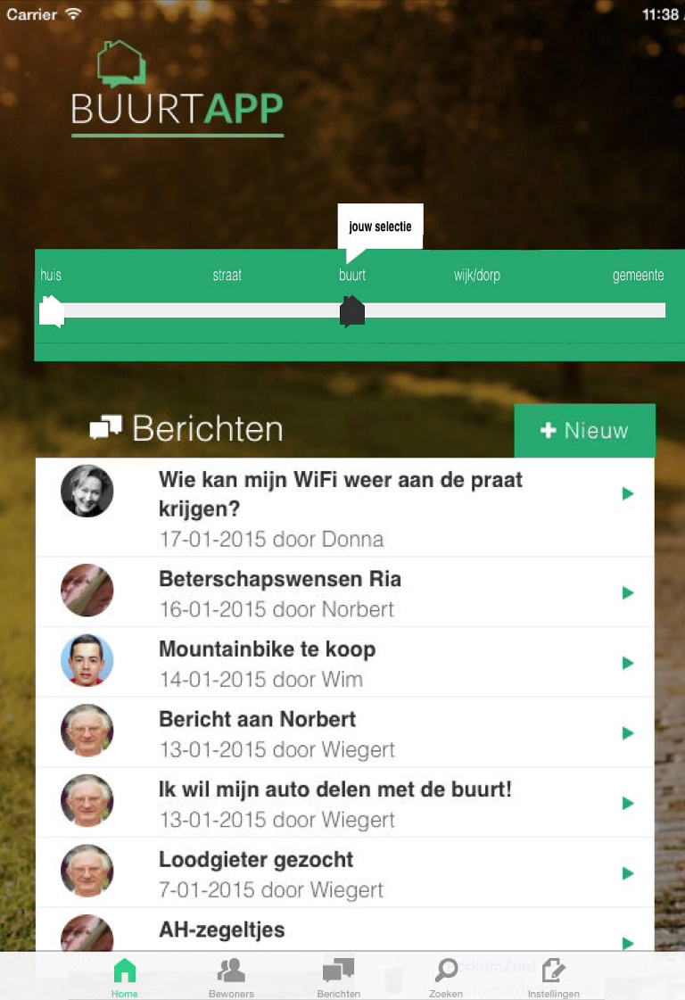 Carrier 11:38
BUURTAPP
jouw selectie
huis straat buurt wijk/dorp gemeente
Berichten + Nieuw
Wie kan mijn WiFi weer aan de praat
krijgen?
17-01-2015 door Donna
Beterschapswensen Ria
16-01-2015 door Norbert
Mountainbike te koop
14-01-2015 door Wim
Bericht aan Norbert
13-01-2015 door Wiegert
Ik wil mijn auto delen met de buurt!
13-01-2015 door Wiegert
Loodgieter gezocht
7-01-2015 door Wiegert
AH-zegeltjes
Home Bewoners Berichten Zoeken Instellingen